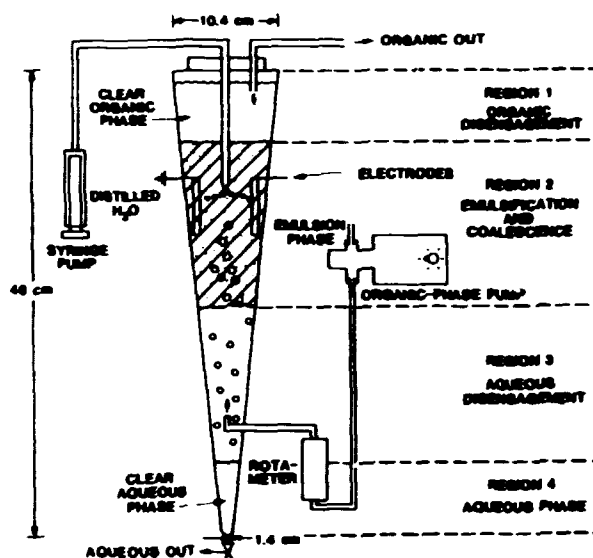 10.4 cm
ORGANIC OUT
CLEAR
ORGANIC
PHASE
REGION 1
ORGANIC
DISENGAGEMENT
ELECTRODES
DISTILLED
H₂O
SYRINGE
PUMP
EMULSION
PHASE
REGION 2
EMULSIFICATION
AND
COALESCIENCE
ORGANIC-PHASE PUMP
46 cm
REGION 3
AQUEOUS
DISENGAGEMENT
ROTA-
METER
CLEAR
AQUEOUS
PHASE
REGION 4
AQUEOUS PHASE
1.4 cm
AQUEOUS OUT